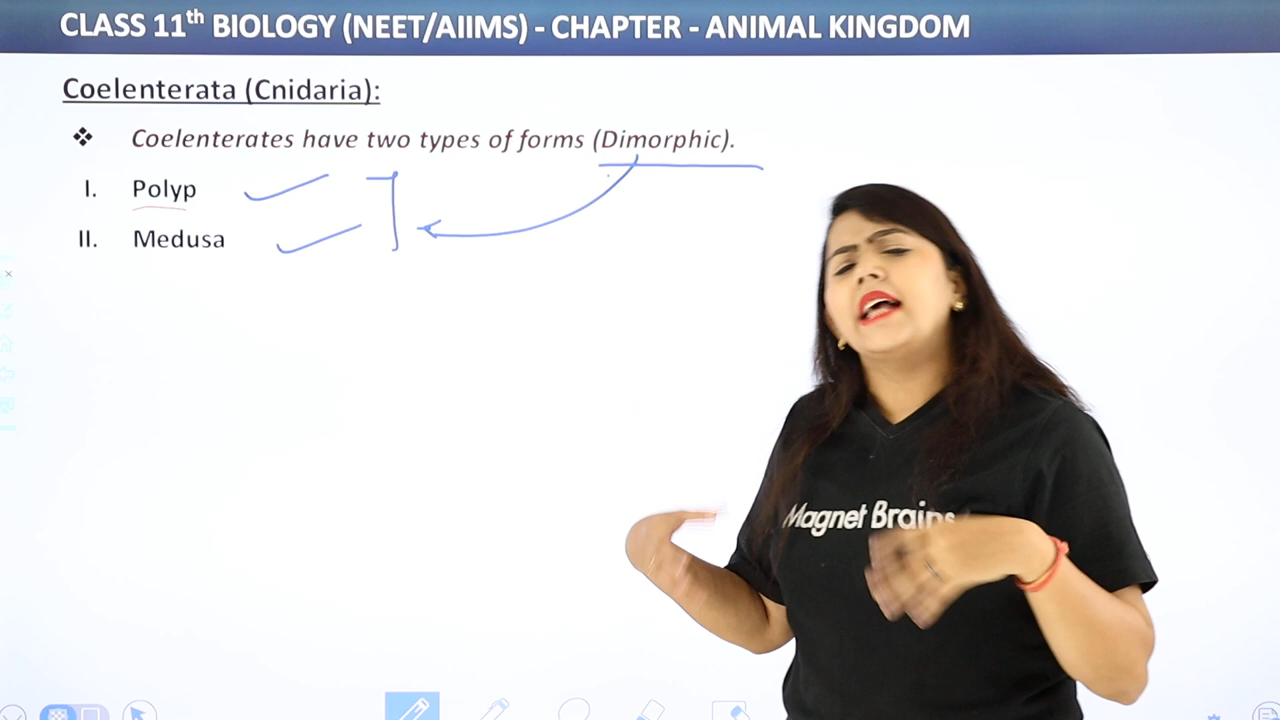 CLASS 11th BIOLOGY (NEET/AIIMS) - CHAPTER - ANIMAL KINGDOM
Coelenterata (Cnidaria):
❖ Coelenterates have two types of forms (Dimorphic).
I. Polyp
II. Medusa
Magnet Brains